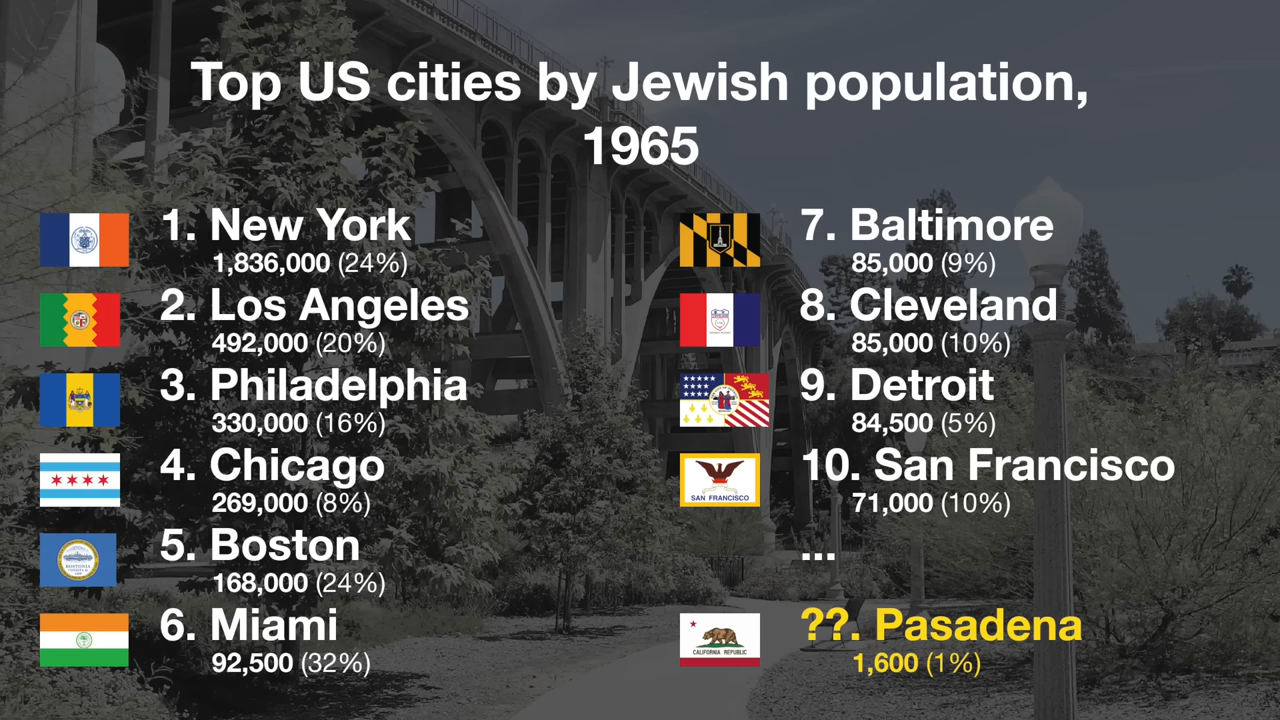 Top US cities by Jewish population,
1965
1. New York
1,836,000 (24%)
2. Los Angeles
492,000 (20%)
3. Philadelphia
330,000 (16%)
4. Chicago
269,000 (8%)
5. Boston
168,000 (24%)
6. Miami
92,500 (32%)
7. Baltimore
85,000 (9%)
8. Cleveland
85,000 (10%)
9. Detroit
84,500 (5%)
SAN FRANCISCO
10. San Francisco
71,000 (10%)
...
CALIFORNIA REPUBLIC
??. Pasadena
1,600 (1%)